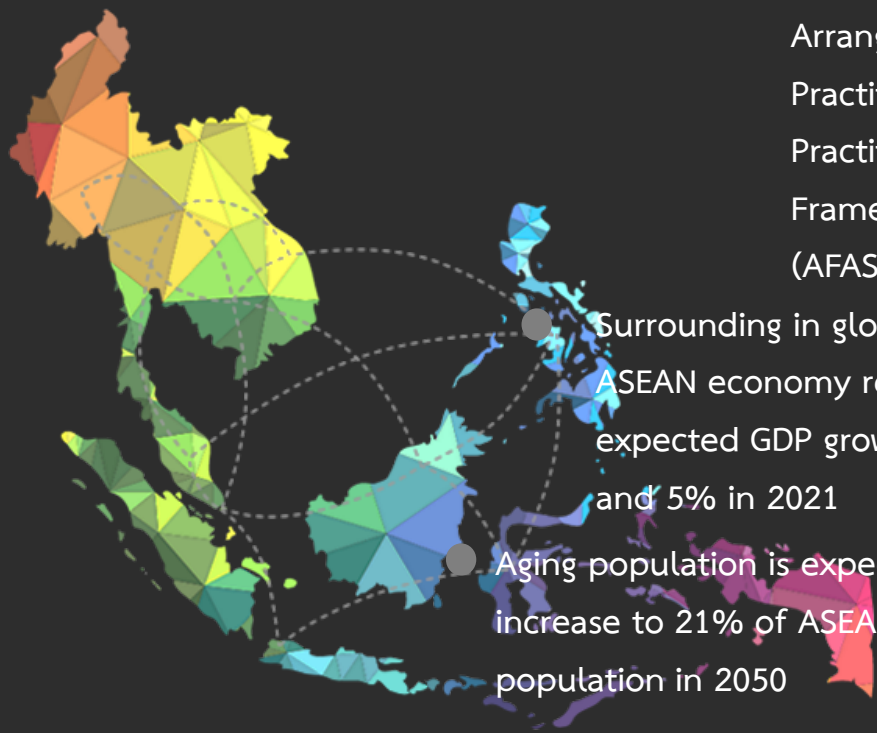 Arran
Practi
Practi
Frame
(AFAS
Surrounding in glo
ASEAN economy r
expected GDP grow
and 5% in 2021
Aging population is expe
increase to 21% of ASEA
population in 2050